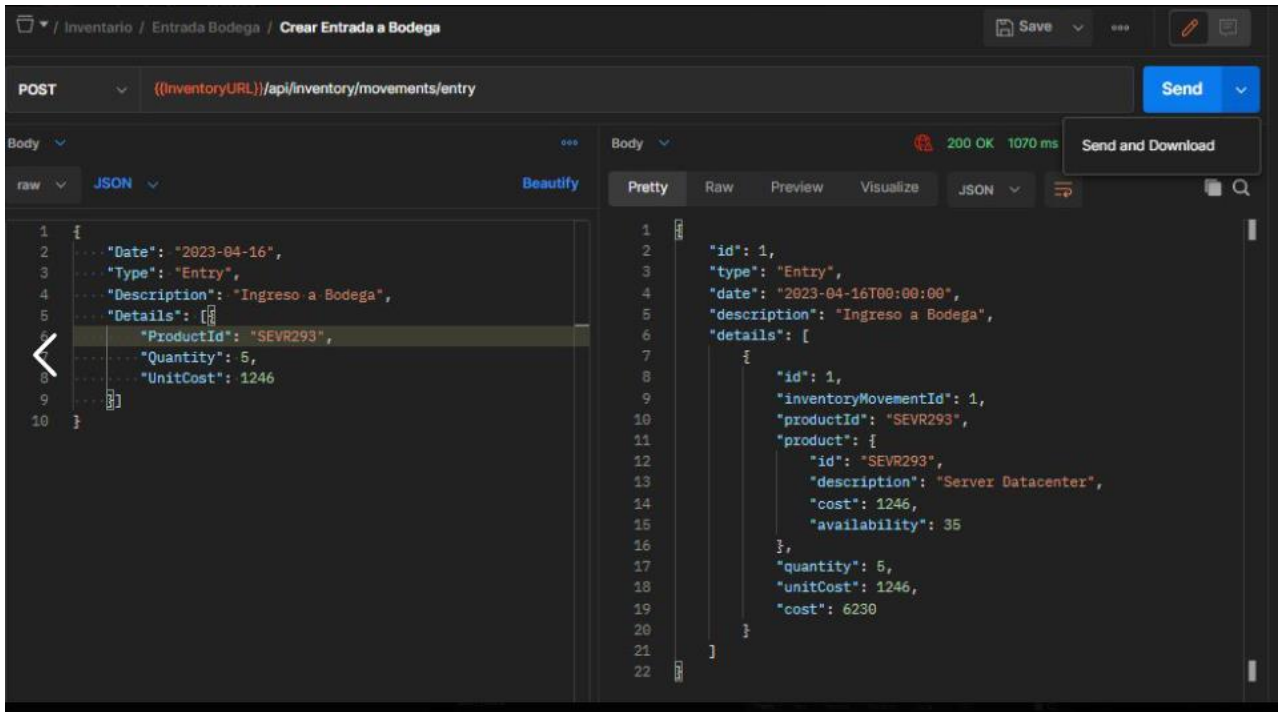 / Inventario / Entrada Bodega / Crear Entrada a Bodega
Save
POST
{{InventoryURL}}/api/inventory/movements/entry
Send
Body
Body
200 OK 1070 ms
Send and Download
raw
JSON
Beautify
Pretty
Raw
Preview
Visualize
JSON
1 {
2 "Date": "2023-04-16",
3 "Type": "Entry",
4 "Description": "Ingreso a Bodega",
5 "Details": [{
6 "ProductId": "SEVR293",
7 "Quantity": 5,
8 "UnitCost": 1246
9 }]
10 }
1 {
2 "id": 1,
3 "type": "Entry",
4 "date": "2023-04-16T00:00:00",
5 "description": "Ingreso a Bodega",
6 "details": [
7 {
8 "id": 1,
9 "inventoryMovementId": 1,
10 "productId": "SEVR293",
11 "product": {
12 "id": "SEVR293",
13 "description": "Server Datacenter",
14 "cost": 1246,
15 "availability": 35
16 },
17 "quantity": 5,
18 "unitCost": 1246,
19 "cost": 6230
20 }
21 ]
22 }